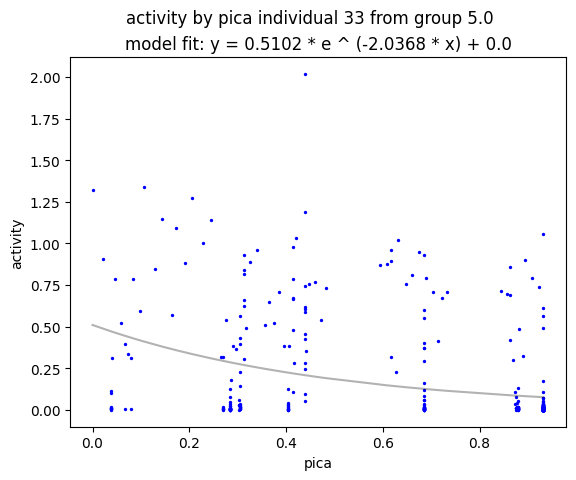 activity by pica individual 33 from group 5.0
model fit: y = 0.5102 * e ^ (-2.0368 * x) + 0.0
2.00
1.75
1.50
1.25
1.00
0.75
0.50
0.25
0.00
activity
0.0 0.2 0.4 0.6 0.8
pica